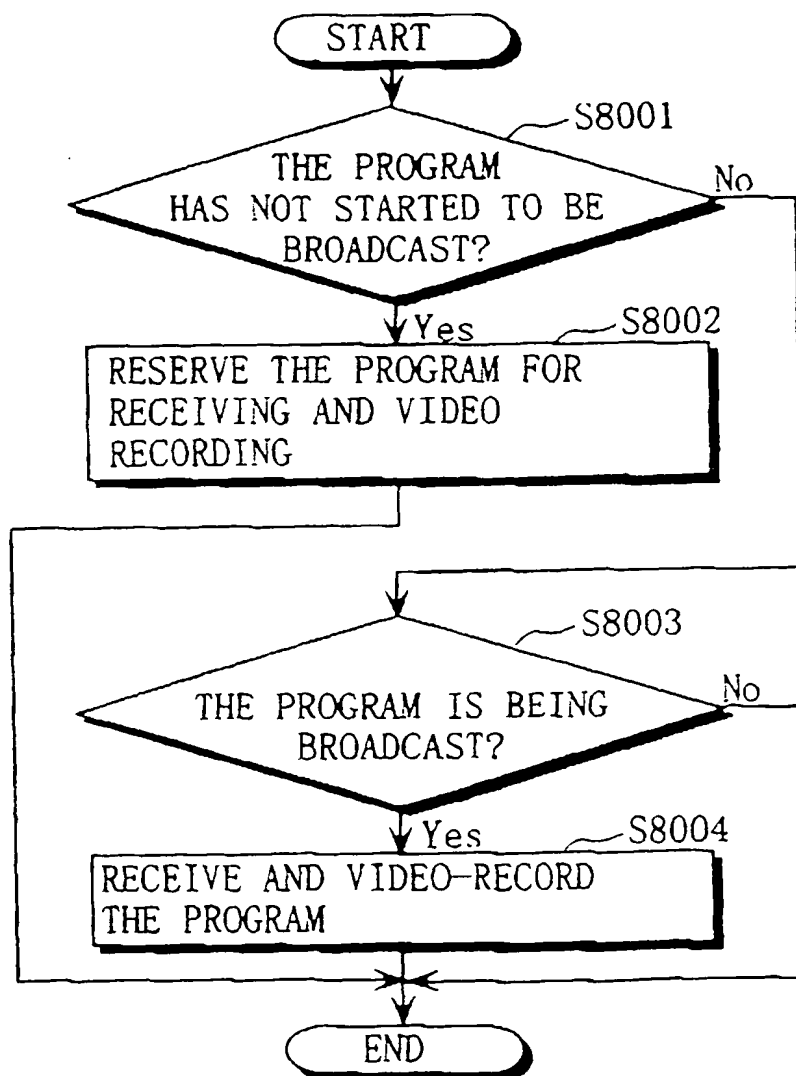 START
S8001
THE PROGRAM
HAS NOT STARTED TO BE
BROADCAST?
No
Yes
S8002
RESERVE THE PROGRAM FOR
RECEIVING AND VIDEO
RECORDING
S8003
THE PROGRAM IS BEING
BROADCAST?
No
Yes
S8004
RECEIVE AND VIDEO-RECORD
THE PROGRAM
END